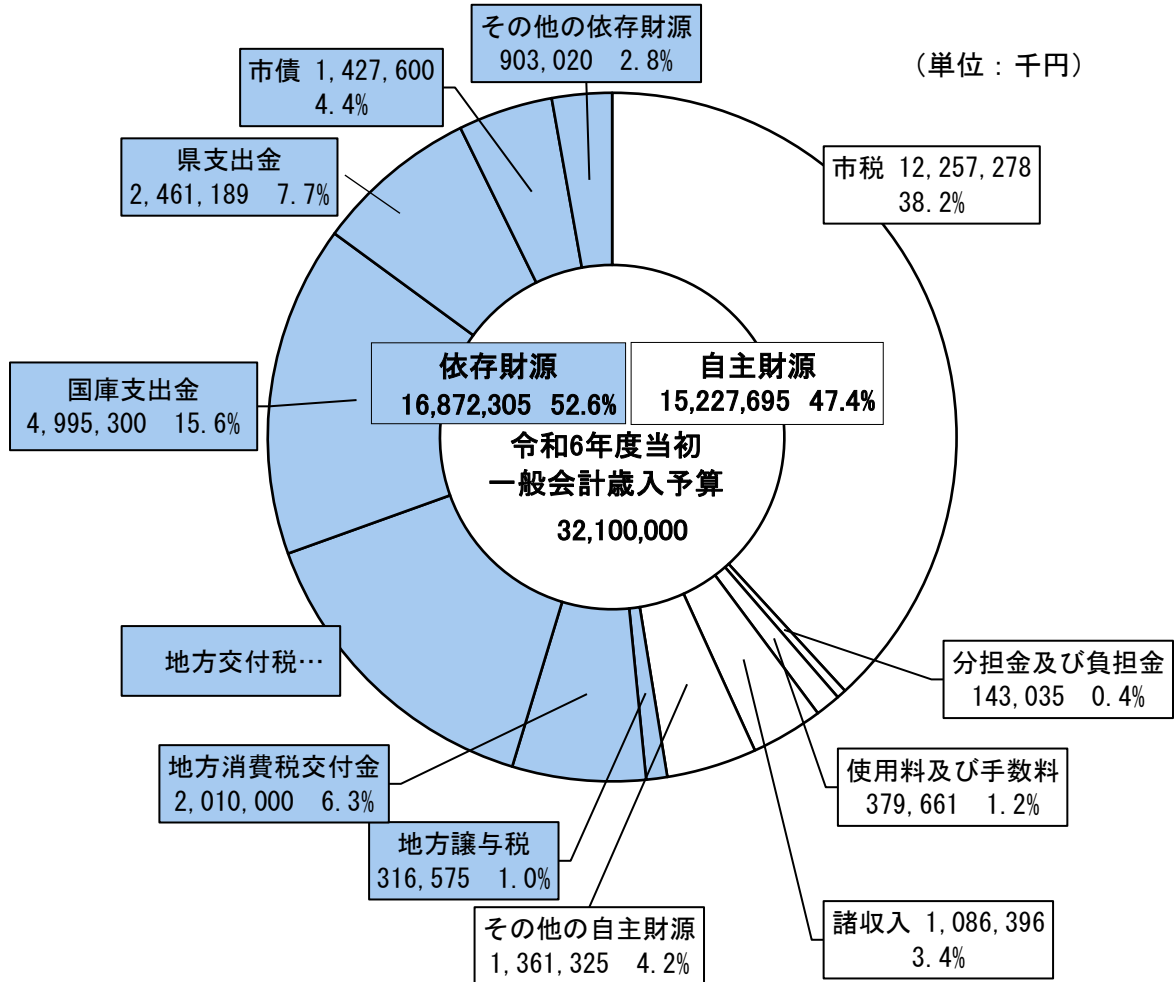 その他の依存財源
903,020 2.8%
(単位:千円)
市債 1,427,600
4.4%
県支出金
2,461,189 7.7%
市税 12,257,278
38.2%
国庫支出金
4,995,300 15.6%
依存財源
16,872,305 52.6%
自主財源
15,227,695 47.4%
令和6年度当初
一般会計歳入予算
32,100,000
地方交付税…
分担金及び負担金
143,035 0.4%
地方消費税交付金
2,010,000 6.3%
使用料及び手数料
379,661 1.2%
地方譲与税
316,575 1.0%
その他の自主財源
1,361,325 4.2%
諸収入 1,086,396
3.4%